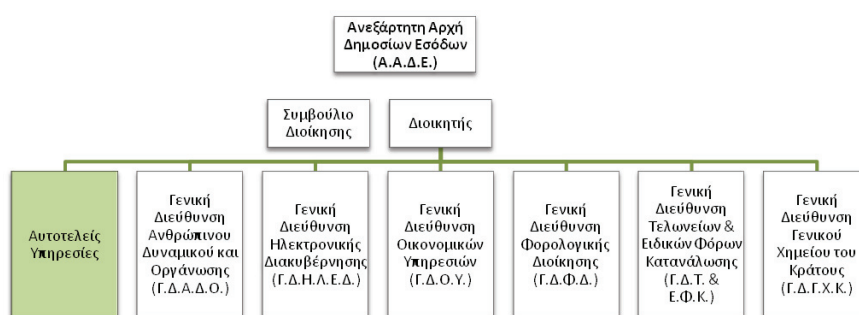 Ανεξάρτητη Αρχή
Δημοσίων Εσόδων
(Α.Α.Δ.Ε.)
Συμβούλιο
Διοίκησης
Διοικητής
Αυτοτελείς
Υπηρεσίες
Γενική
Διεύθυνση
Ανθρώπινου
Δυναμικού και
Οργάνωσης
(Γ.Δ.Α.Δ.Ο.)
Γενική
Διεύθυνση
Ηλεκτρονικής
Διακυβέρνησης
(Γ.Δ.Η.Λ.Ε.Δ.)
Γενική
Διεύθυνση
Οικονομικών
Υπηρεσιών
(Γ.Δ.Ο.Υ.)
Γενική
Διεύθυνση
Φορολογικής
Διοίκησης
(Γ.Δ.Φ.Δ.)
Γενική
Διεύθυνση
Τελωνείων &
Ειδικών Φόρων
Κατανάλωσης
(Γ.Δ.Τ. &
Ε.Φ.Κ.)
Γενική
Διεύθυνση
Γενικού
Χημείου του
Κράτους
(Γ.Δ.Γ.Χ.Κ.)